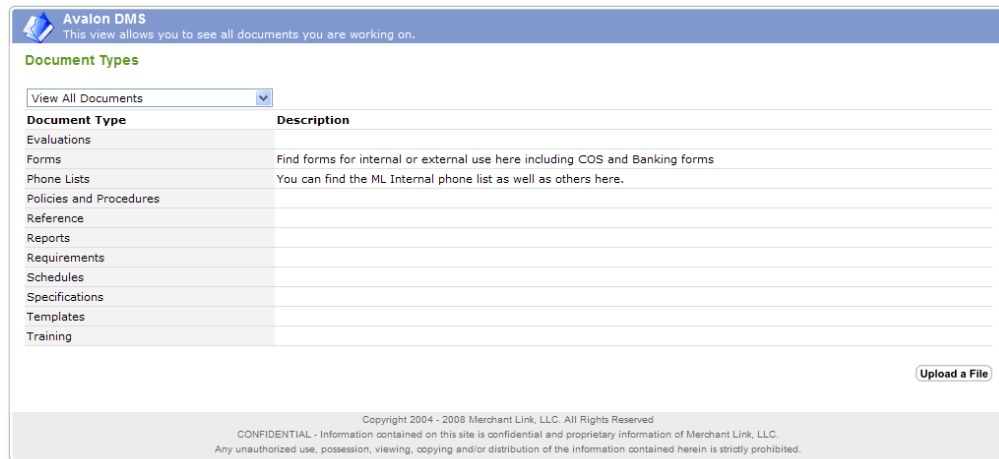 Avalon DMS
This view allows you to see all documents you are working on.
Document Types
View All Documents
Document Type Description
Evaluations
Forms Find forms for internal or external use here including COS and Banking forms
Phone Lists You can find the ML Internal phone list as well as others here.
Policies and Procedures
Reference
Reports
Requirements
Schedules
Specifications
Templates
Training
Upload a File
Copyright 2004 - 2008 Merchant Link, LLC. All Rights Reserved
CONFIDENTIAL - Information contained on this site is confidential and proprietary information of Merchant Link, LLC.
Any unauthorized use, possession, viewing, copying and/or distribution of the information contained herein is strictly prohibited.